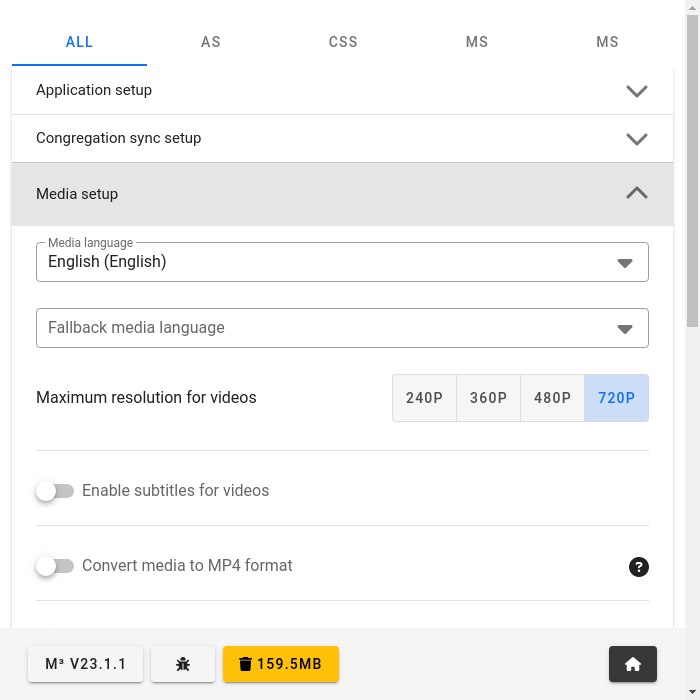 ALL AS CSS MS MS
Application setup
Congregation sync setup
Media setup
Media language
English (English)
Fallback media language
Maximum resolution for videos 240P 360P 480P 720P
Enable subtitles for videos
Convert media to MP4 format ?
M³ V23.1.1 159.5MB